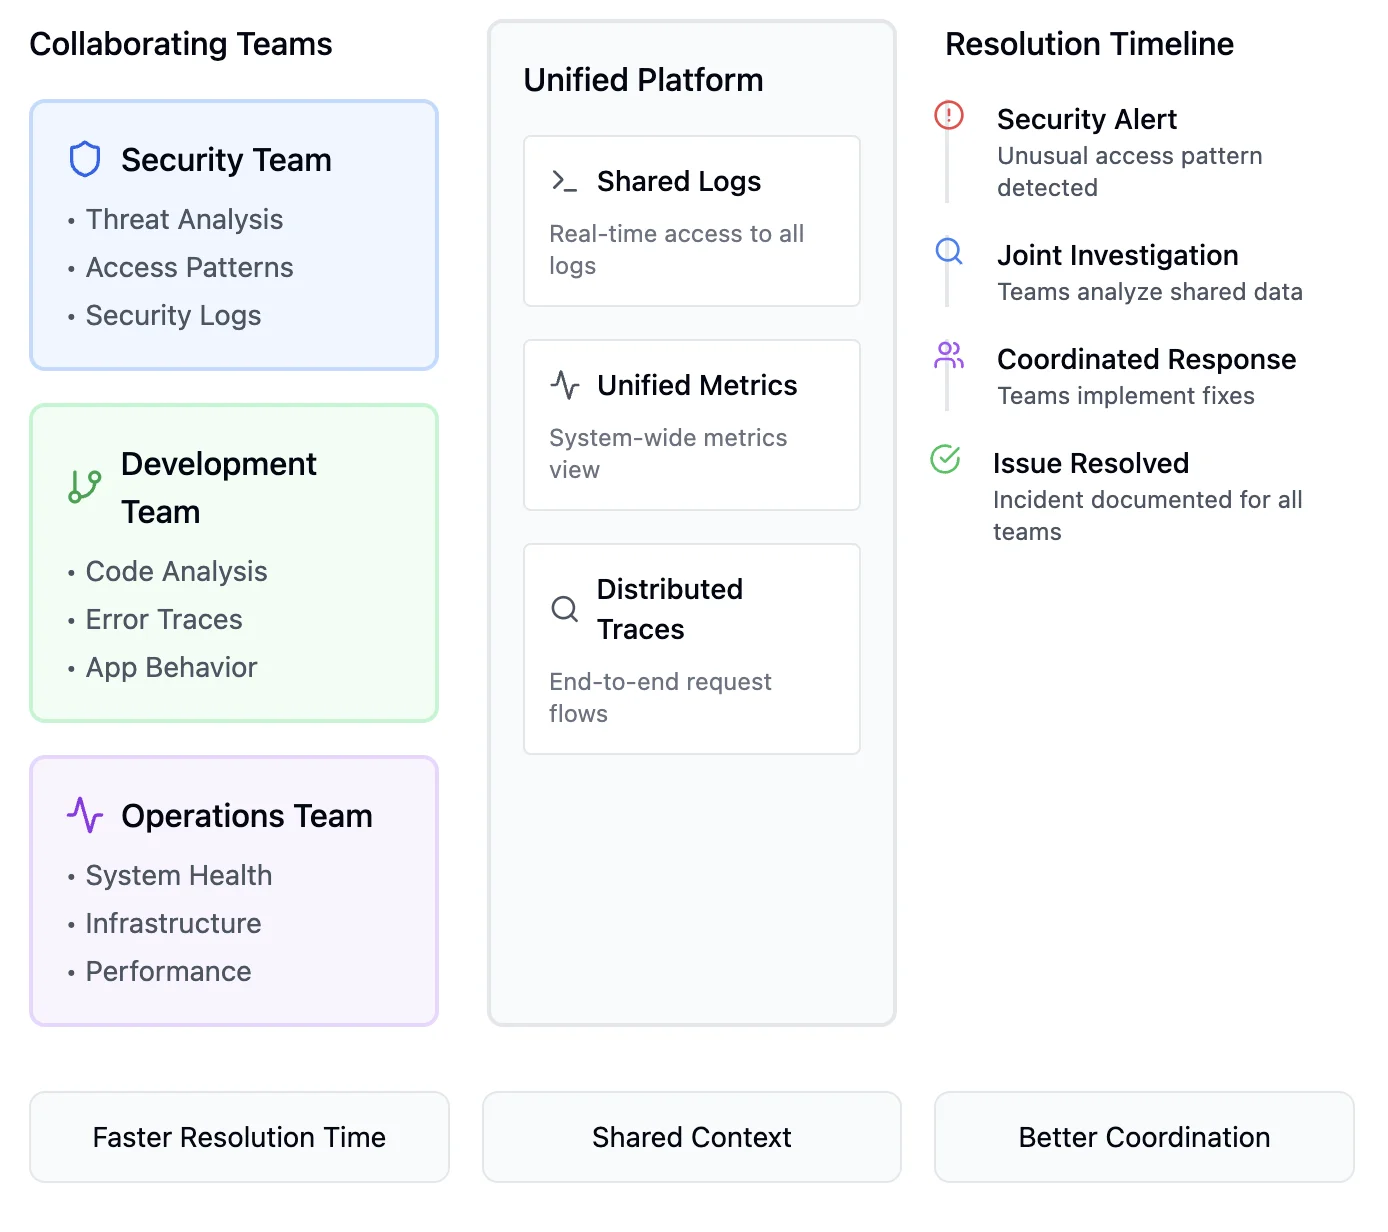 Collaborating Teams
Security Team
• Threat Analysis
• Access Patterns
• Security Logs
Development
Team
• Code Analysis
• Error Traces
• App Behavior
Operations Team
• System Health
• Infrastructure
• Performance
Unified Platform
Shared Logs
Real-time access to all
logs
Unified Metrics
System-wide metrics
view
Distributed
Traces
End-to-end request
flows
Resolution Timeline
Security Alert
Unusual access pattern
detected
Joint Investigation
Teams analyze shared data
Coordinated Response
Teams implement fixes
Issue Resolved
Incident documented for all
teams
Faster Resolution Time
Shared Context
Better Coordination